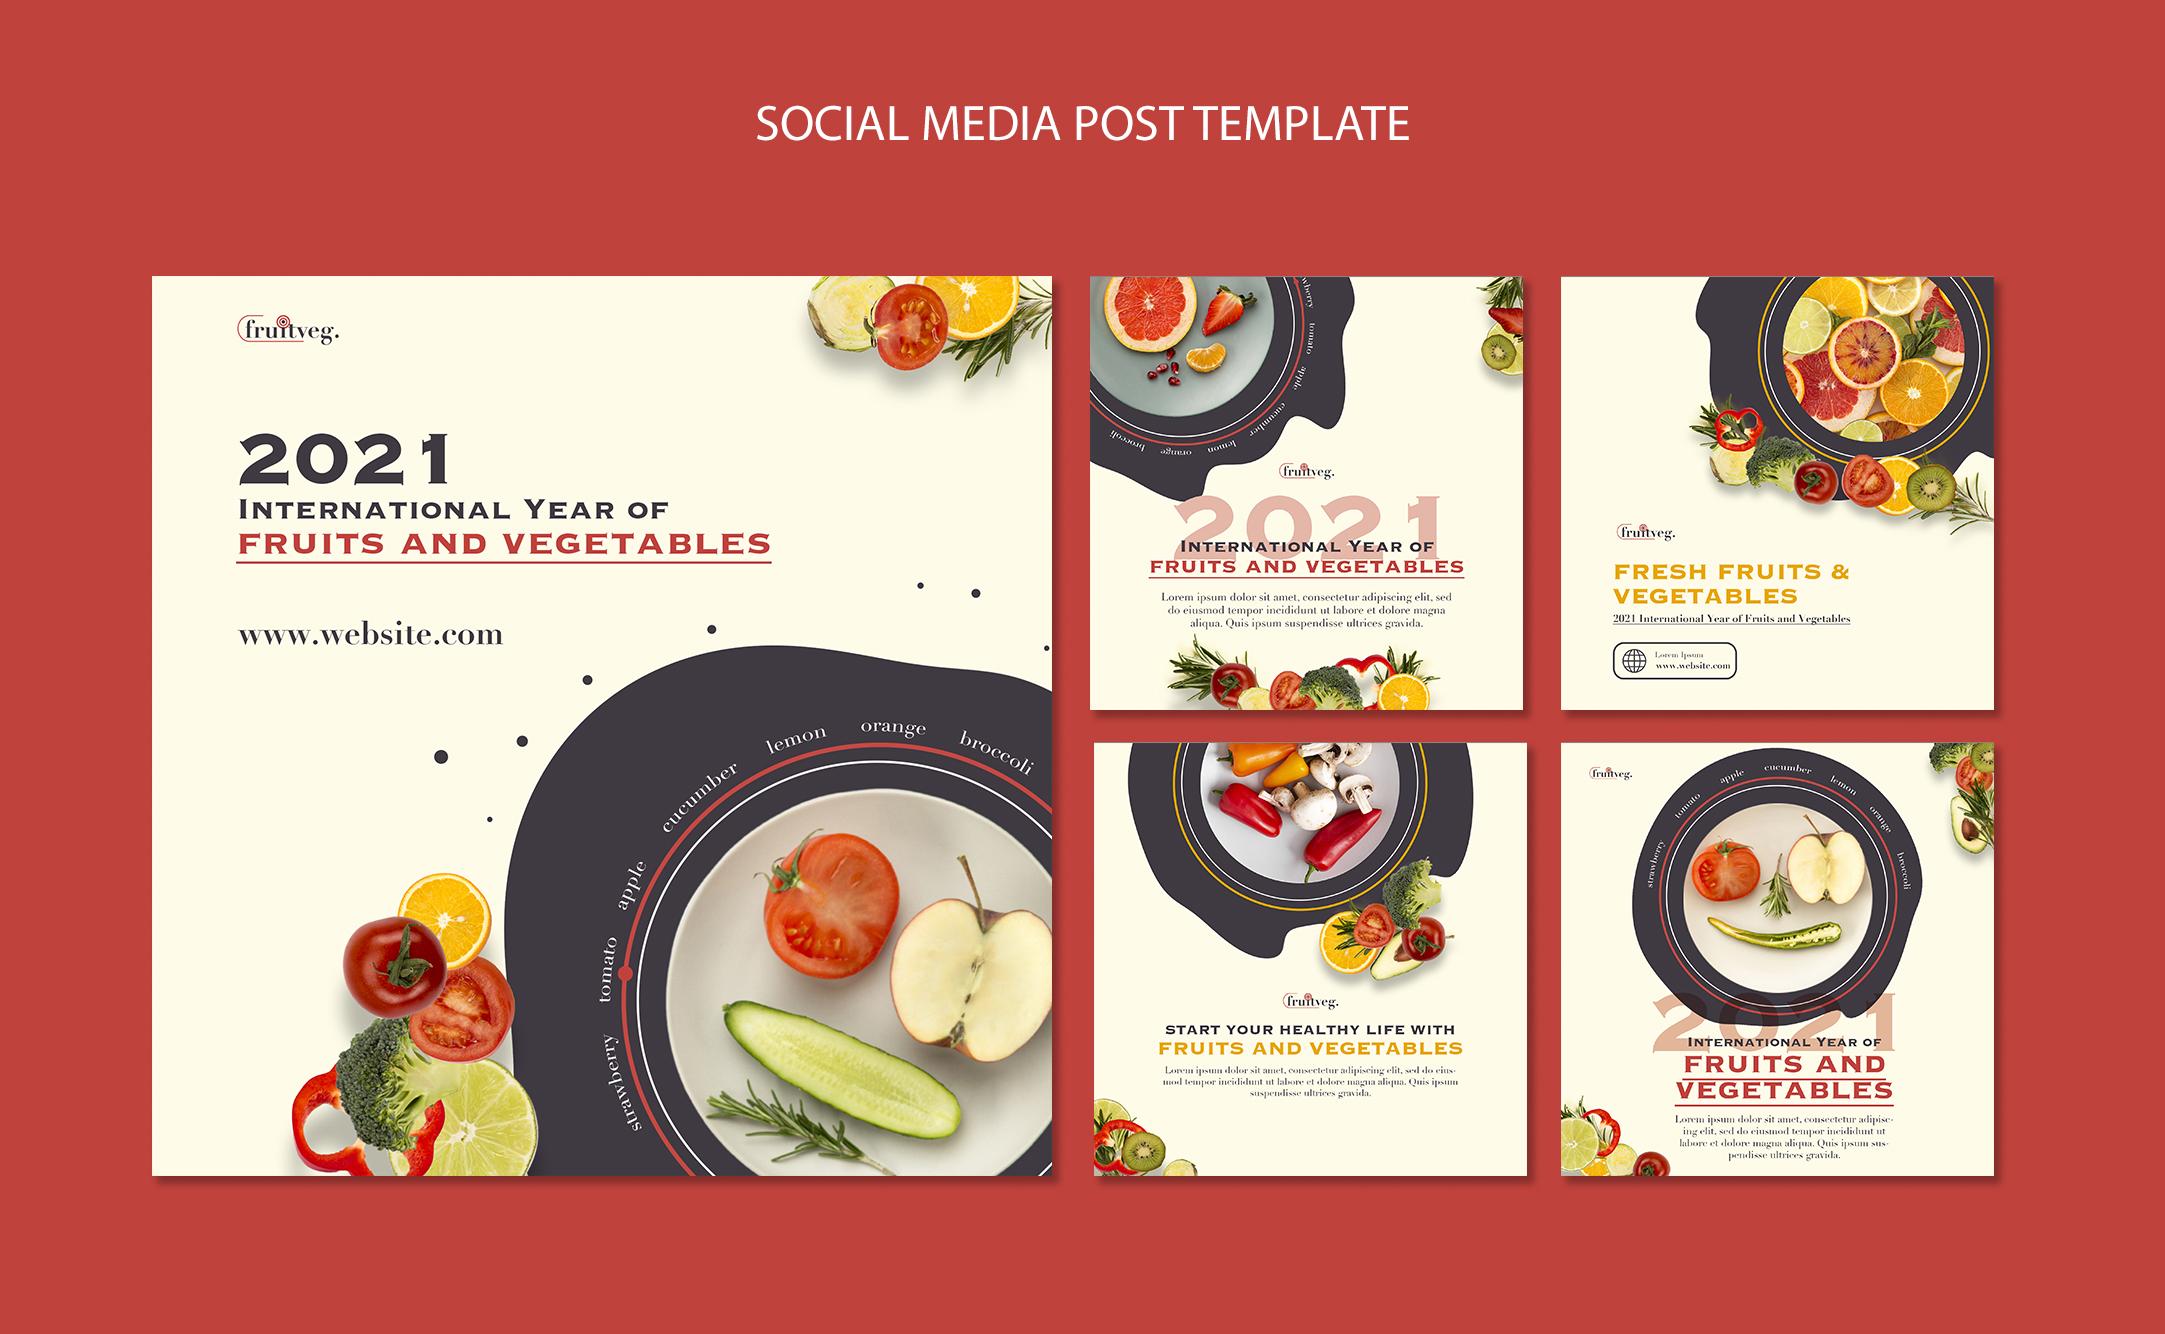 SOCIAL MEDIA POST TEMPLATE
fruitveg.
2021
INTERNATIONAL YEAR OF
FRUITS AND VEGETABLES
www.website.com
strawberry
tomato
apple
cucumber
lemon
orange
broccoli
tomato
apple
cucumber
lemon
orange
broccoli
fruitveg.
2021
INTERNATIONAL YEAR OF
FRUITS AND VEGETABLES
Lorem ipsum dolor sit amet, consectetur adipiscing elit, sed
do eiusmod tempor incididunt ut labore et dolore magna
aliqua. Quis ipsum suspendisse ultrices gravida.
fruitveg.
FRESH FRUITS &
VEGETABLES
2021 International Year of Fruits and Vegetables
Lorem Ipsum
www.website.com
fruitveg.
START YOUR HEALTHY LIFE WITH
FRUITS AND VEGETABLES
Lorem ipsum dolor sit amet, consectetur adipiscing elit, sed do eius-
mod tempor incididunt ut labore et dolore magna aliqua. Quis ipsum
suspendisse ultrices gravida.
fruitveg.
strawberry
tomato
apple
cucumber
lemon
orange
broccoli
2021
INTERNATIONAL YEAR OF
FRUITS AND
VEGETABLES
Lorem ipsum dolor sit amet, consectetur adipisc-
ing elit, sed do eiusmod tempor incididunt ut
labore et dolore magna aliqua. Quis ipsum sus-
pendisse ultrices gravida.